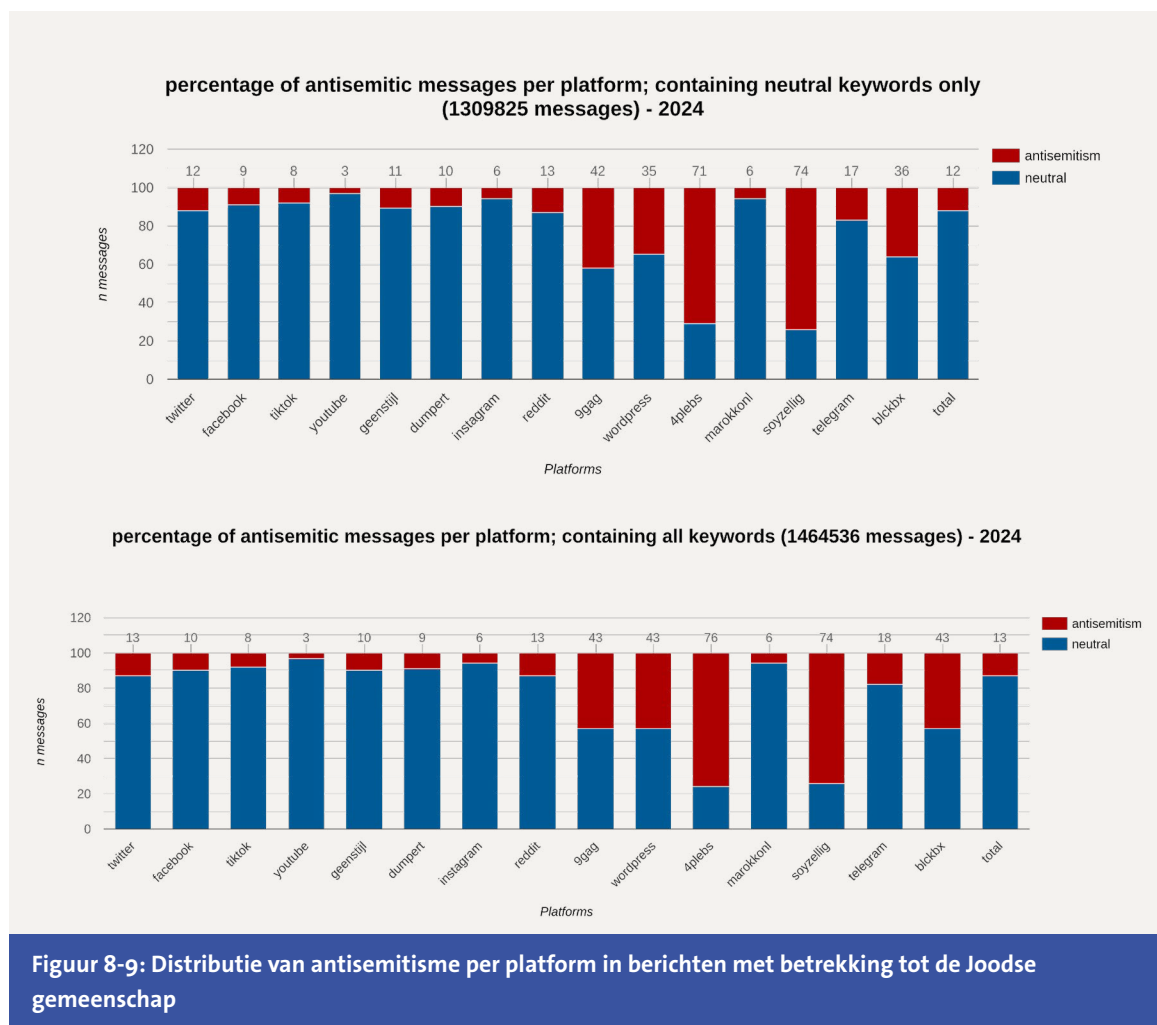 percentage of antisemitic messages per platform; containing neutral keywords only
(1309825 messages) - 2024
antisemitism
neutral
120
100
80
60
40
20
0
12 9 8 3 11 10 6 13 42 35 71 6 74 17 36 12
n messages
twitter facebook tiktok youtube geenstijl dumpert instagram reddit 9gag wordpress 4plebs marokkonl soyzellig telegram blckbx total
Platforms
percentage of antisemitic messages per platform; containing all keywords (1464536 messages) - 2024
antisemitism
neutral
120
100
80
60
40
20
0
13 10 8 3 10 9 6 13 43 43 76 6 74 18 43 13
n messages
twitter facebook tiktok youtube geenstijl dumpert instagram reddit 9gag wordpress 4plebs marokkonl soyzellig telegram blckbx total
Platforms
Figuur 8-9: Distributie van antisemitisme per platform in berichten met betrekking tot de Joodse
gemeenschap